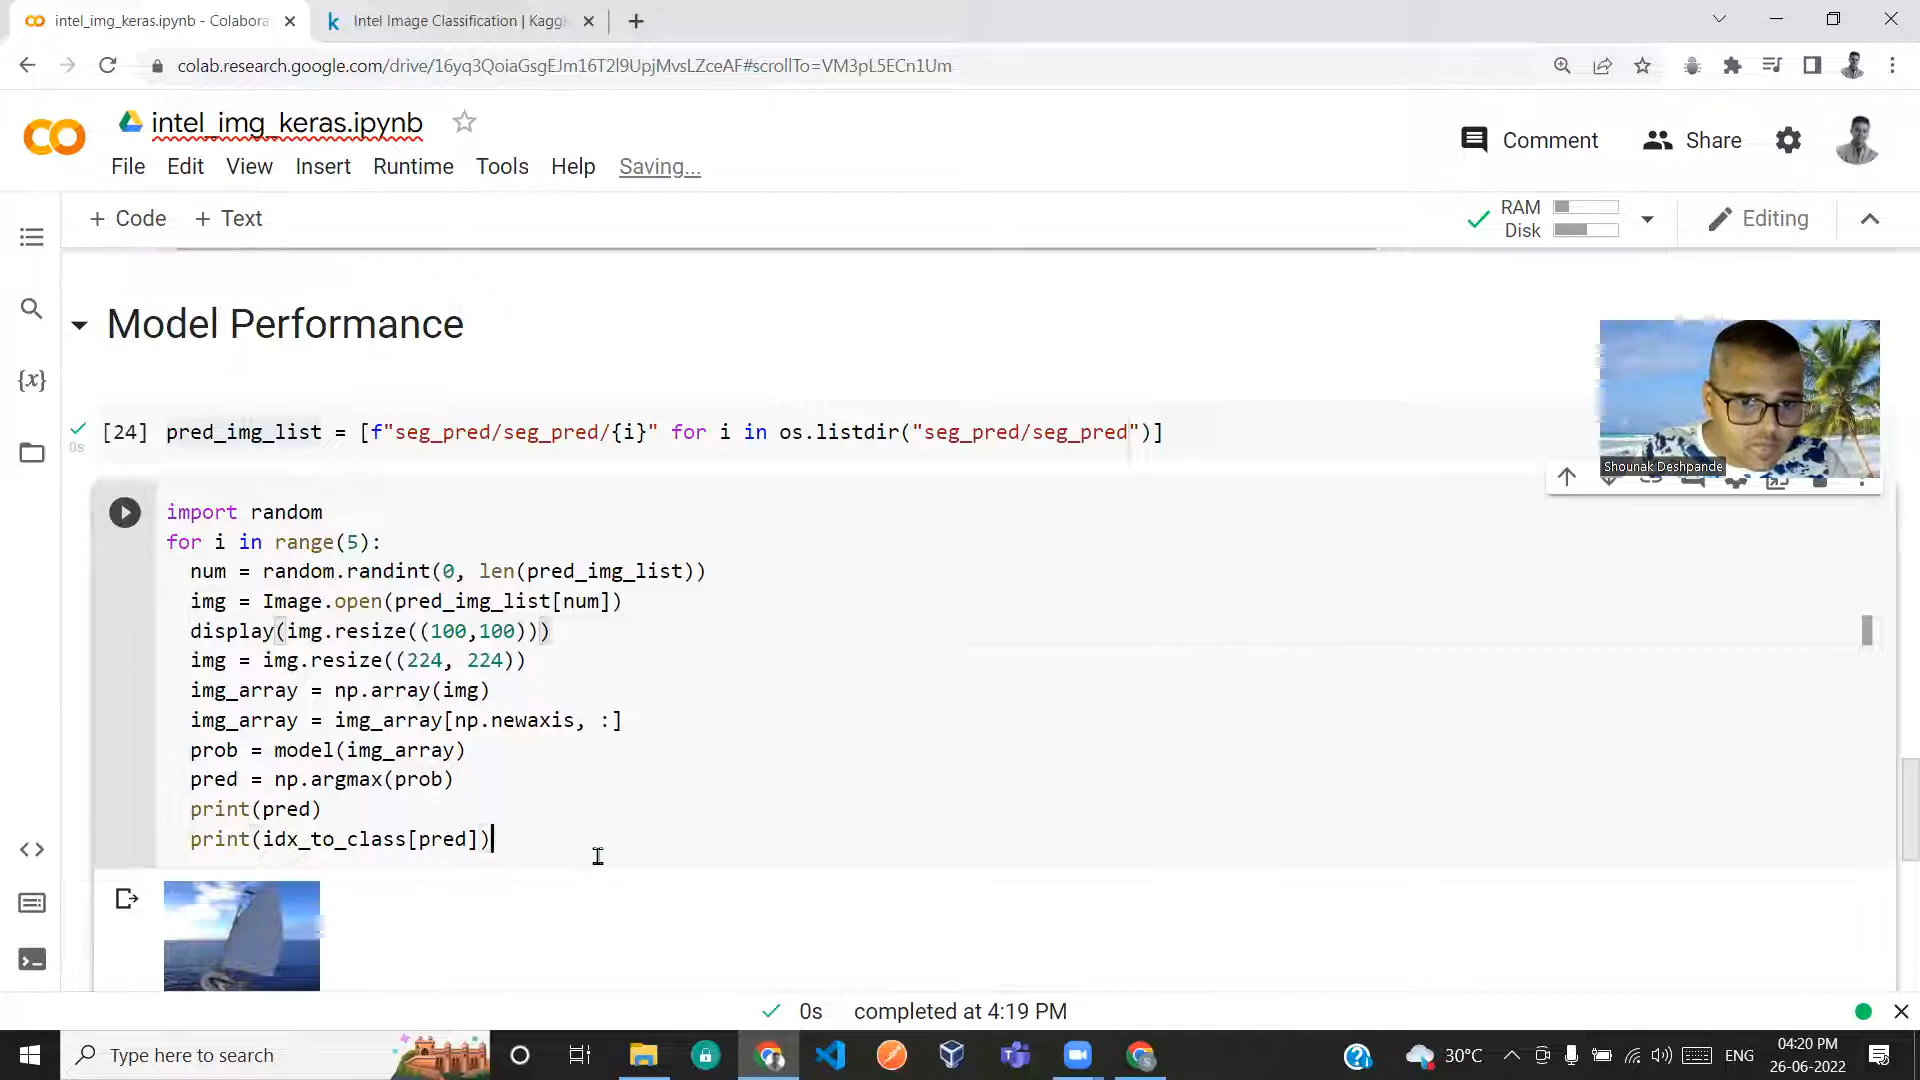 intel_img_keras.ipynb - Colabora
Intel Image Classification | Kaggl
colab.research.google.com/drive/16yq3QoiaGsgEJm16T2l9UpjMvsLZceAF#scrollTo=VM3pL5ECn1Um
intel_img_keras.ipynb
Comment
Share
File Edit View Insert Runtime Tools Help Saving...
+ Code + Text
RAM
Disk
Editing
Model Performance
[24] pred_img_list = [f"seg_pred/seg_pred/{i}" for i in os.listdir("seg_pred/seg_pred")]
0s
Shounak Deshpande
import random
for i in range(5):
num = random.randint(0, len(pred_img_list))
img = Image.open(pred_img_list[num])
display(img.resize((100,100)))
img = img.resize((224, 224))
img_array = np.array(img)
img_array = img_array[np.newaxis, :]
prob = model(img_array)
pred = np.argmax(prob)
print(pred)
print(idx_to_class[pred])
0s completed at 4:19 PM
Type here to search
30°C
ENG
04:20 PM
26-06-2022